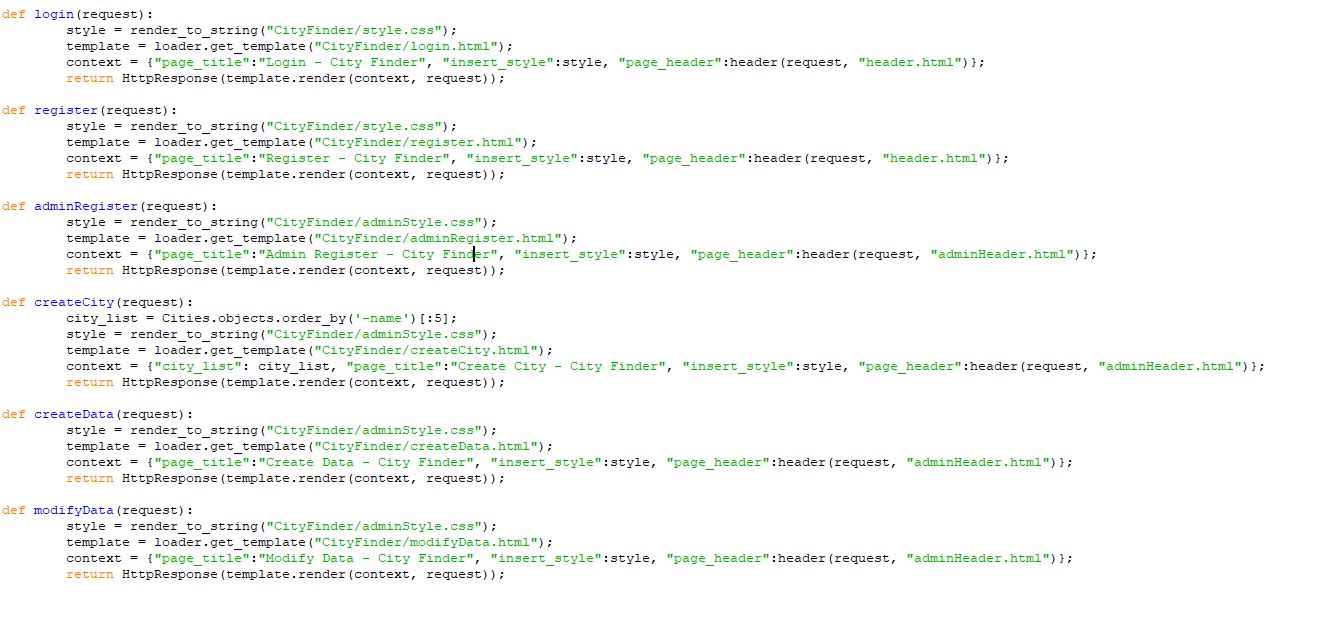 def login(request):
        style = render_to_string("CityFinder/style.css");
        template = loader.get_template("CityFinder/login.html");
        context = {"page_title":"Login - City Finder", "insert_style":style, "page_header":header(request, "header.html")};
        return HttpResponse(template.render(context, request));

def register(request):
        style = render_to_string("CityFinder/style.css");
        template = loader.get_template("CityFinder/register.html");
        context = {"page_title":"Register - City Finder", "insert_style":style, "page_header":header(request, "header.html")};
        return HttpResponse(template.render(context, request));

def adminRegister(request):
        style = render_to_string("CityFinder/adminStyle.css");
        template = loader.get_template("CityFinder/adminRegister.html");
        context = {"page_title":"Admin Register - City Finder", "insert_style":style, "page_header":header(request, "adminHeader.html")};
        return HttpResponse(template.render(context, request));

def createCity(request):
        city_list = Cities.objects.order_by('-name')[:5];
        style = render_to_string("CityFinder/adminStyle.css");
        template = loader.get_template("CityFinder/createCity.html");
        context = {"city_list": city_list, "page_title":"Create City - City Finder", "insert_style":style, "page_header":header(request, "adminHeader.html")};
        return HttpResponse(template.render(context, request));

def createData(request):
        style = render_to_string("CityFinder/adminStyle.css");
        template = loader.get_template("CityFinder/createData.html");
        context = {"page_title":"Create Data - City Finder", "insert_style":style, "page_header":header(request, "adminHeader.html")};
        return HttpResponse(template.render(context, request));

def modifyData(request):
        style = render_to_string("CityFinder/adminStyle.css");
        template = loader.get_template("CityFinder/modifyData.html");
        context = {"page_title":"Modify Data - City Finder", "insert_style":style, "page_header":header(request, "adminHeader.html")};
        return HttpResponse(template.render(context, request));